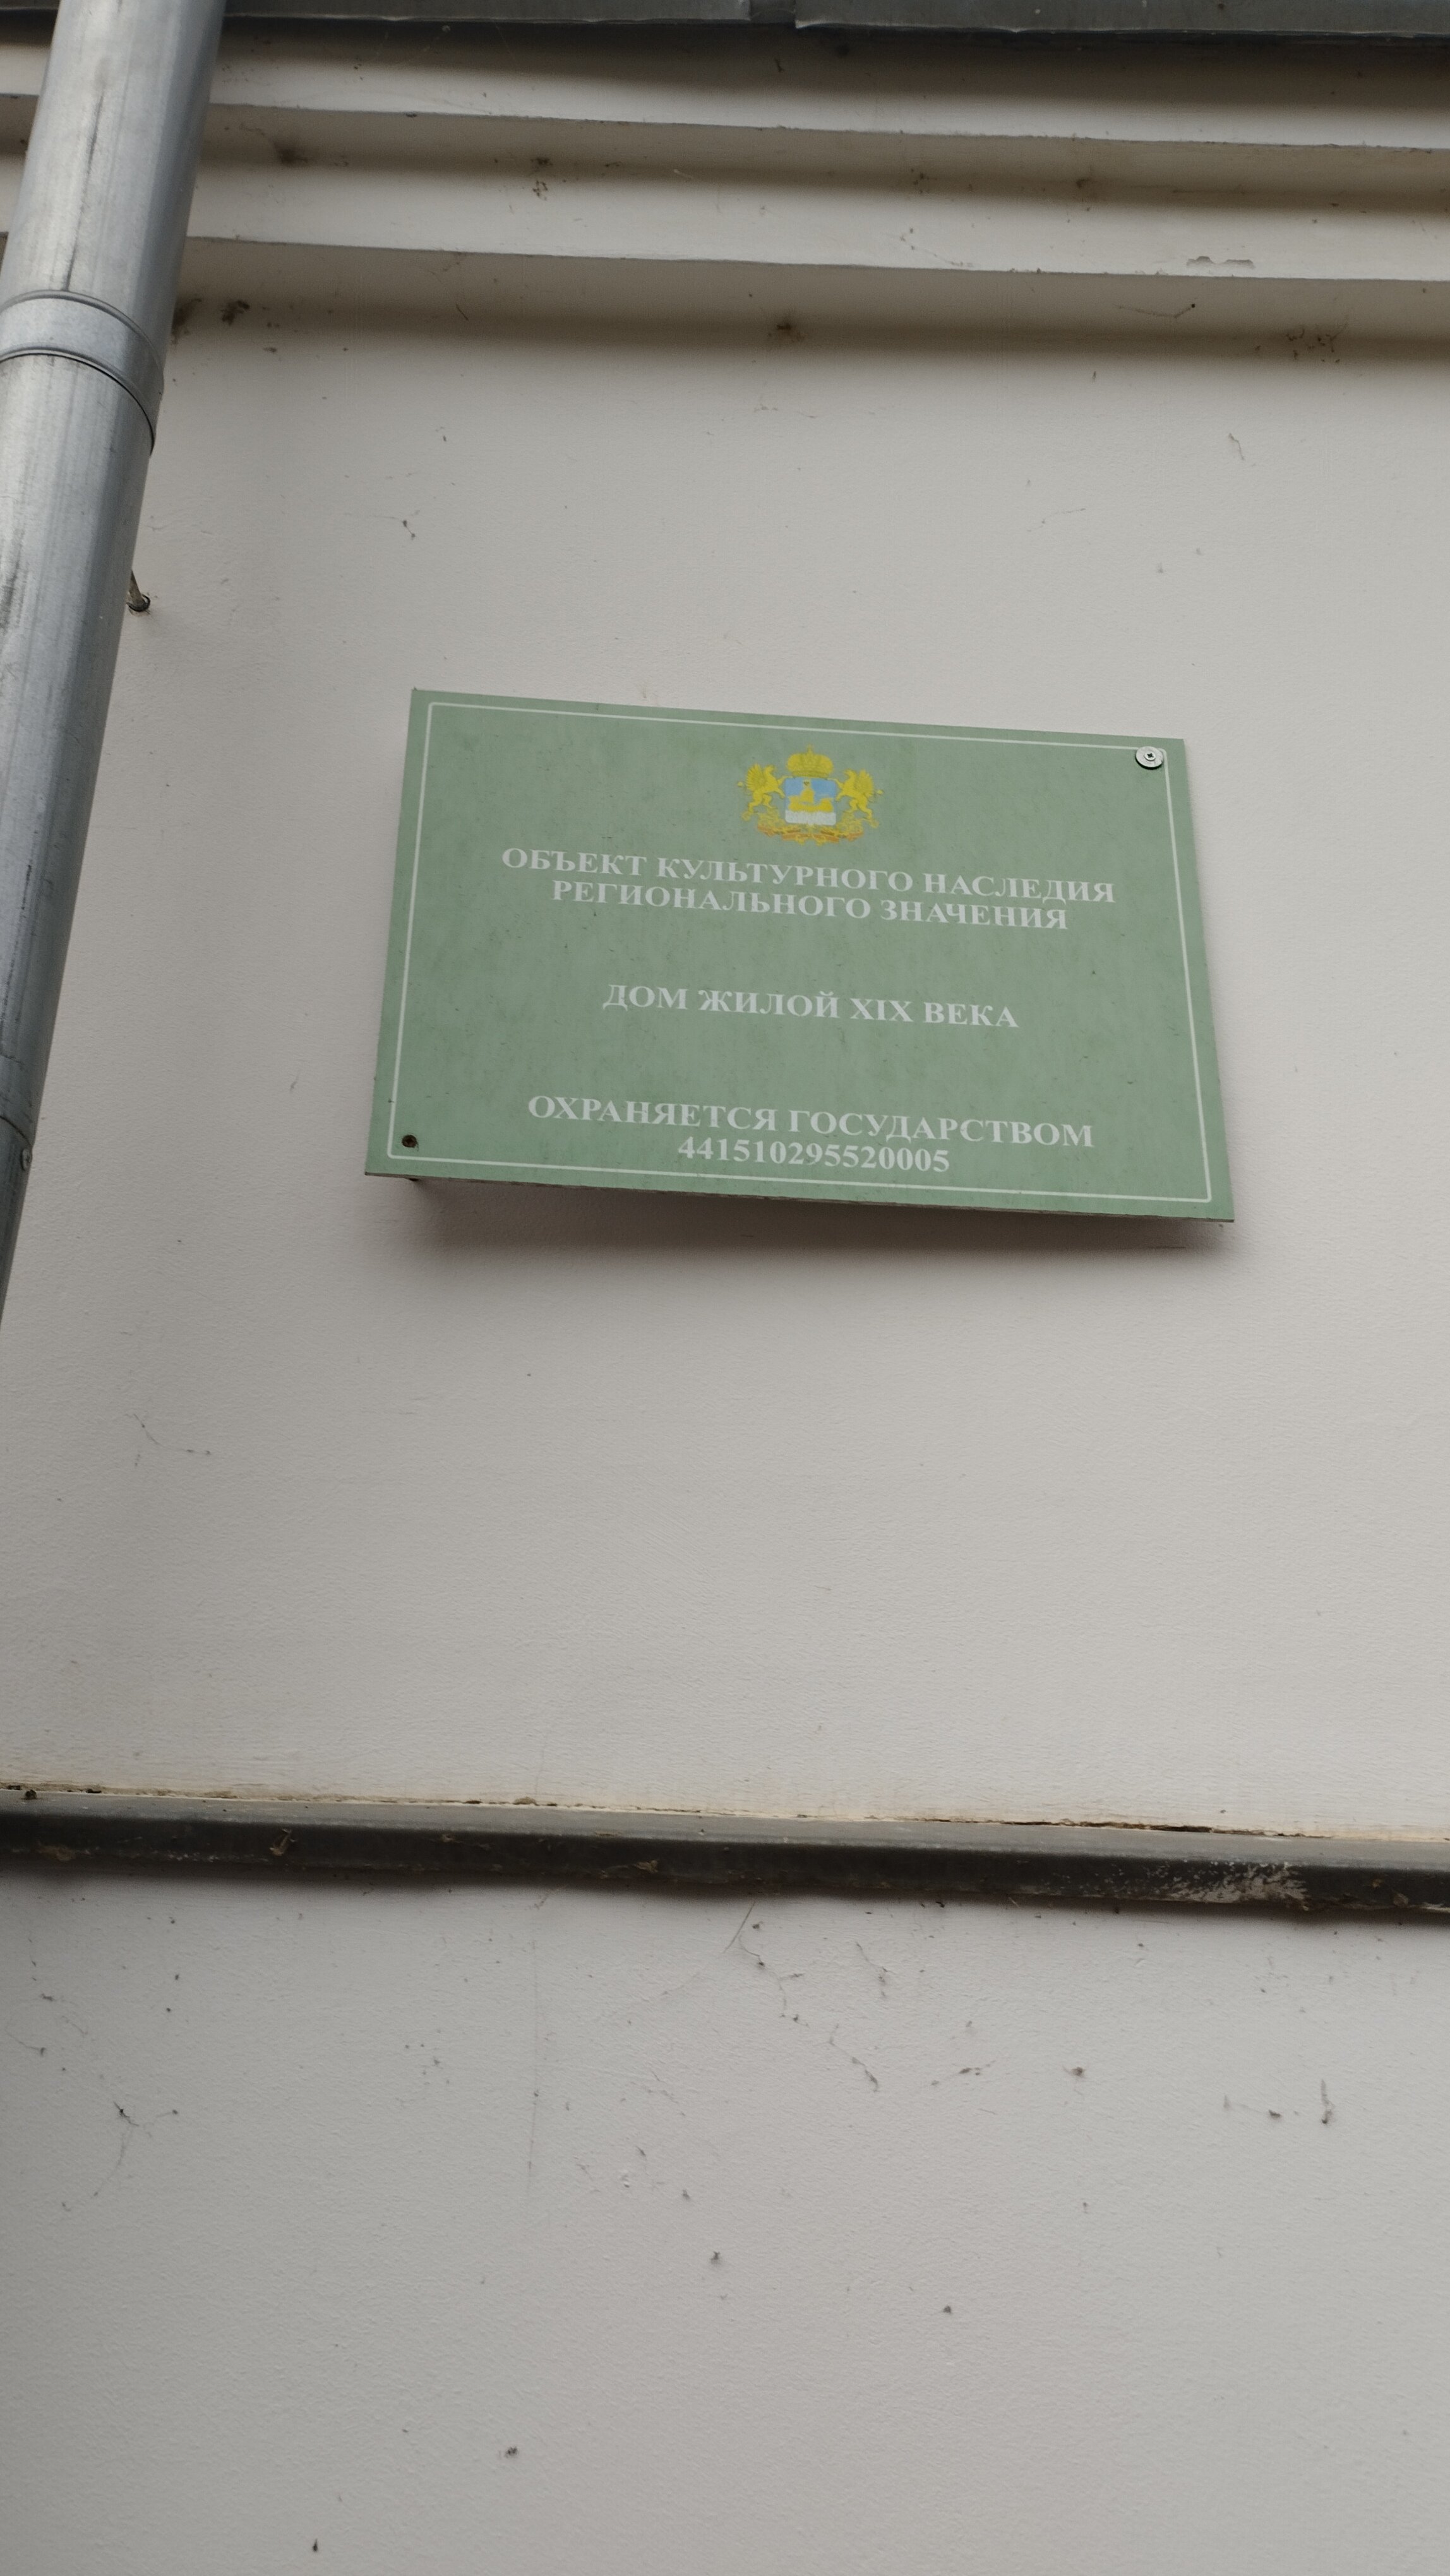 ОБЪЕКТ КУЛЬТУРНОГО НАСЛЕДИЯ
РЕГИОНАЛЬНОГО ЗНАЧЕНИЯ
ДОМ ЖИЛОЙ XIX ВЕКА
ОХРАНЯЕТСЯ ГОСУДАРСТВОМ
441510295520005